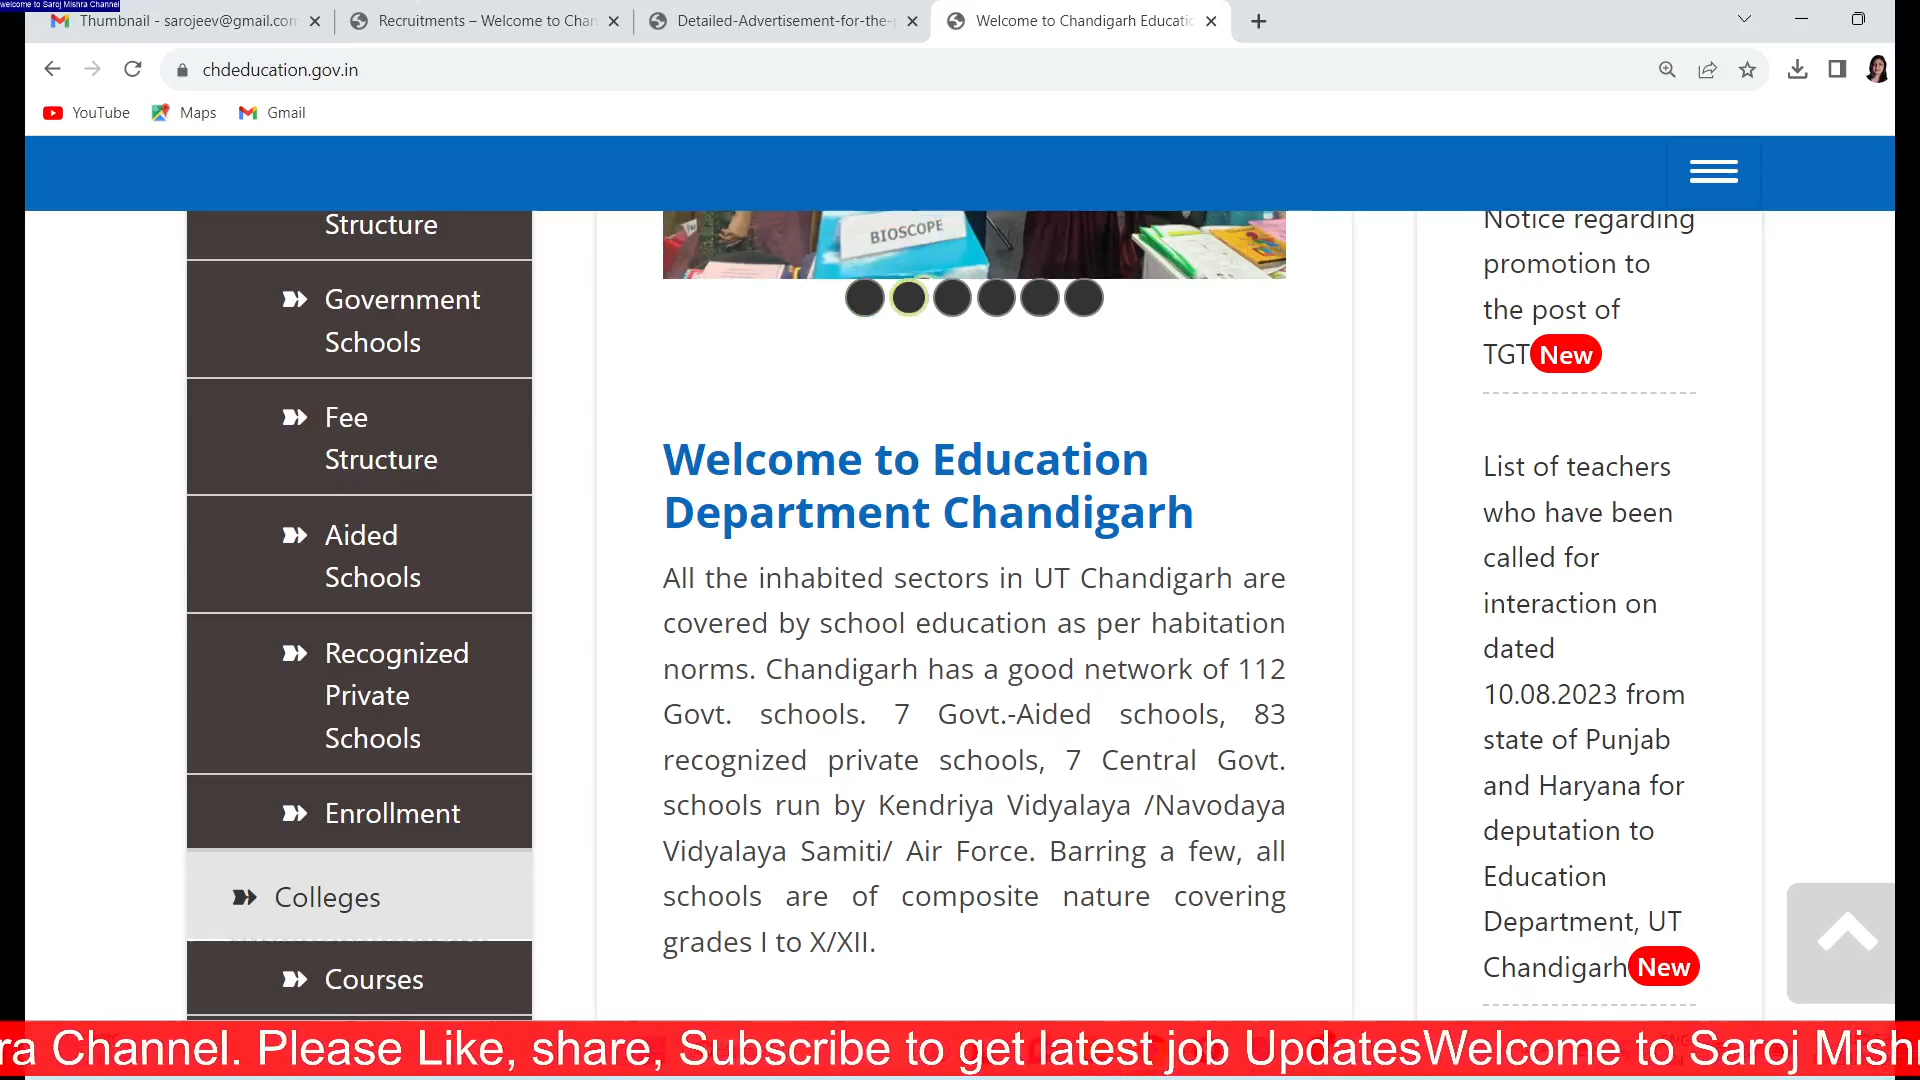 welcome to Saroj Mishra Channel
Thumbnail - sarojeev@gmail.com
Recruitments – Welcome to Chan
Detailed-Advertisement-for-the-p
Welcome to Chandigarh Educatio
chdeducation.gov.in
YouTube
Maps
Gmail
Structure
Government
Schools
Fee
Structure
Aided
Schools
Recognized
Private
Schools
Enrollment
Colleges
Courses
BIOSCOPE
Welcome to Education
Department Chandigarh
All the inhabited sectors in UT Chandigarh are
covered by school education as per habitation
norms. Chandigarh has a good network of 112
Govt. schools. 7 Govt.-Aided schools, 83
recognized private schools, 7 Central Govt.
schools run by Kendriya Vidyalaya /Navodaya
Vidyalaya Samiti/ Air Force. Barring a few, all
schools are of composite nature covering
grades I to X/XII.
Notice regarding
promotion to
the post of
TGT New
List of teachers
who have been
called for
interaction on
dated
10.08.2023 from
state of Punjab
and Haryana for
deputation to
Education
Department, UT
Chandigarh New
ra Channel. Please Like, share, Subscribe to get latest job UpdatesWelcome to Saroj Mishr